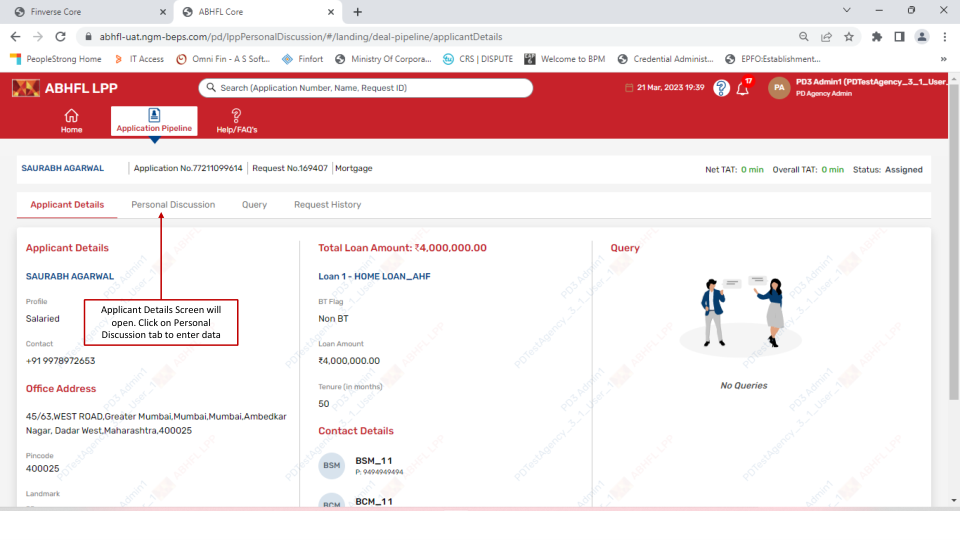 Finverse Core
ABHFL Core
abhfl-uat.ngm-beps.com/pd/lppPersonalDiscussion/#/landing/deal-pipeline/applicantDetails
PeopleStrong Home IT Access Omni Fin - A S Soft... Finfort Ministry Of Corpora... CRS | DISPUTE Welcome to BPM Credential Administ... EPFO:Establishment... »
ABHFL LPP
Search (Application Number, Name, Request ID)
21 Mar, 2023 19:39
17
PA
PD3 Admin1 (PDTestAgency_3_1_User_
PD Agency Admin
Home
Application Pipeline
Help/FAQ's
SAURABH AGARWAL Application No.77211099614 Request No.169407 Mortgage
Net TAT: 0 min Overall TAT: 0 min Status: Assigned
Applicant Details Personal Discussion Query Request History
Applicant Details
SAURABH AGARWAL
Profile
Salaried
Contact
+91 9978972653
Applicant Details Screen will
open. Click on Personal
Discussion tab to enter data
Office Address
45/63,WEST ROAD,Greater Mumbai,Mumbai,Mumbai,Ambedkar
Nagar, Dadar West,Maharashtra,400025
Pincode
400025
Landmark
Total Loan Amount: ₹4,000,000.00
Loan 1 - HOME LOAN_AHF
BT Flag
Non BT
Loan Amount
₹4,000,000.00
Tenure (in months)
50
Contact Details
BSM
BSM_11
P: 9494949494
BCM
BCM_11
Query
No Queries